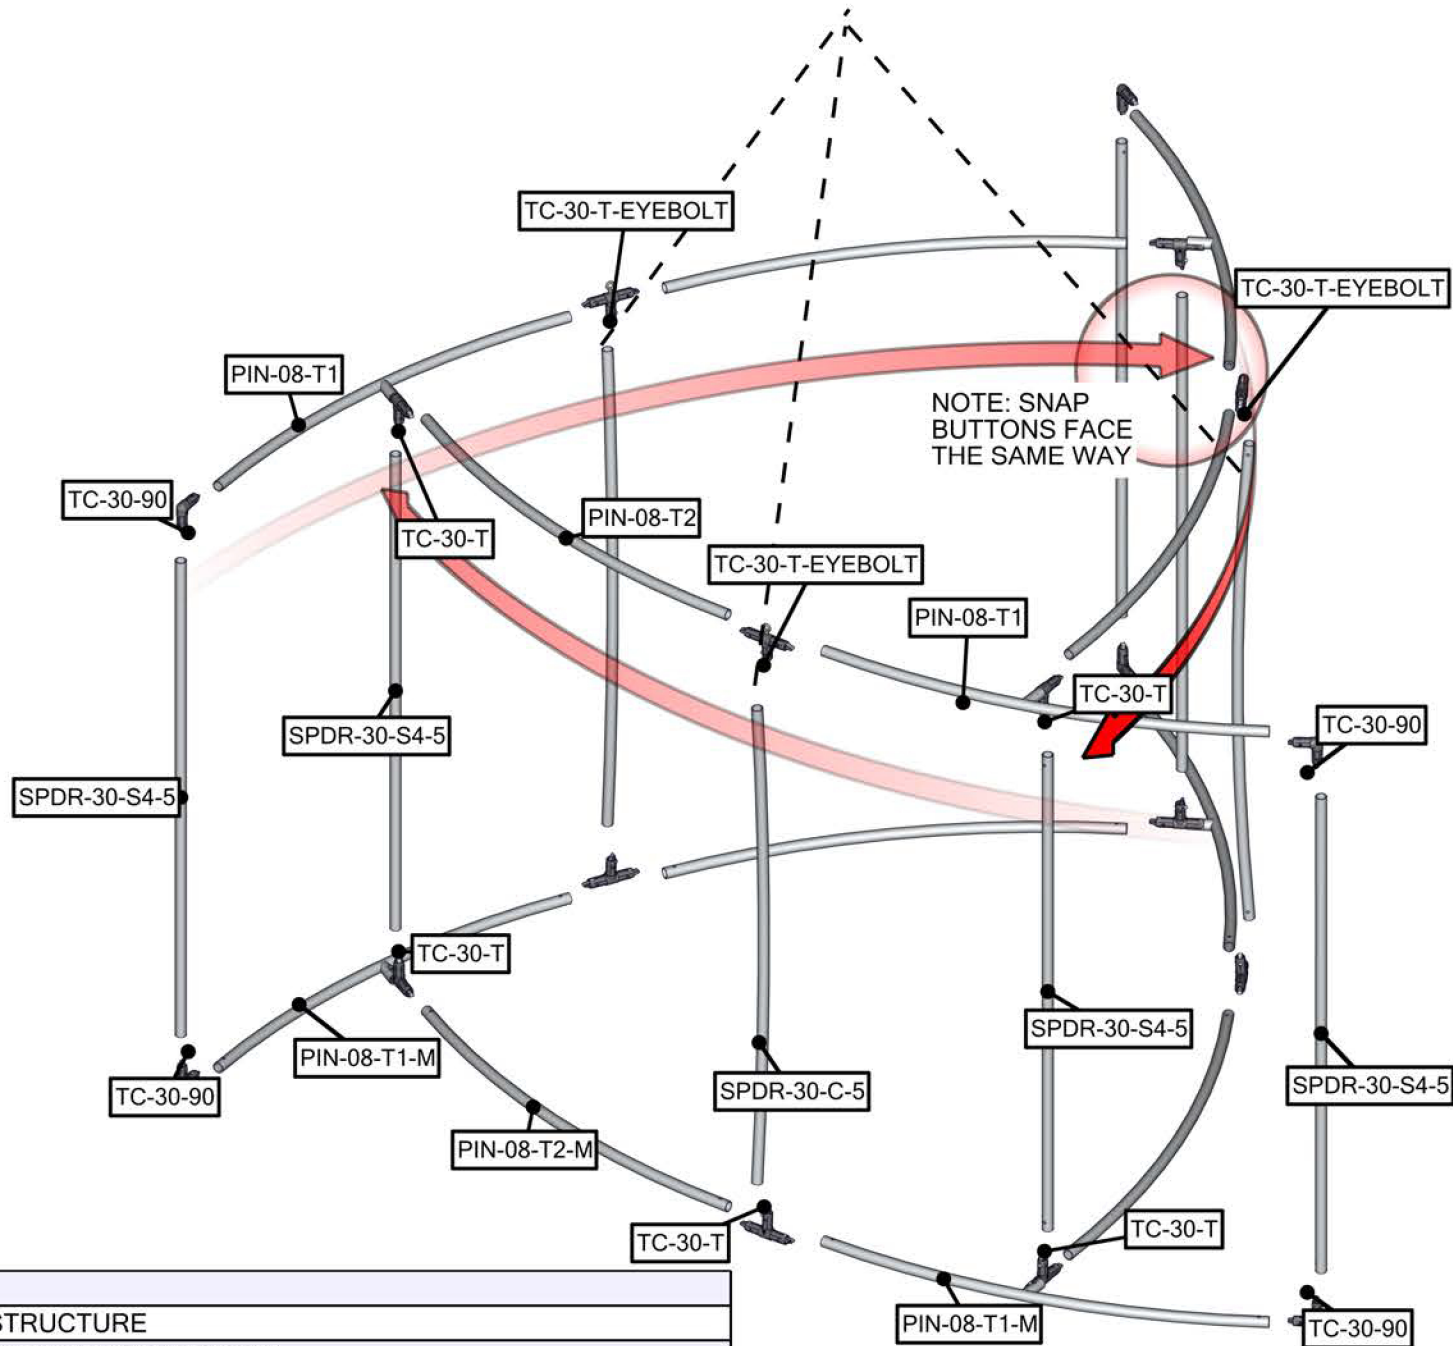 TC-30-T-EYEBOLT
TC-30-T-EYEBOLT
PIN-08-T1
NOTE: SNAP
BUTTONS FACE
THE SAME WAY
TC-30-90
PIN-08-T2
TC-30-T
TC-30-T-EYEBOLT
PIN-08-T1
TC-30-T
TC-30-90
SPDR-30-S4-5
SPDR-30-S4-5
TC-30-T
SPDR-30-S4-5
PIN-08-T1-M
SPDR-30-S4-5
TC-30-90
SPDR-30-C-5
PIN-08-T2-M
TC-30-T
TC-30-T
STRUCTURE
PIN-08-T1-M
TC-30-90